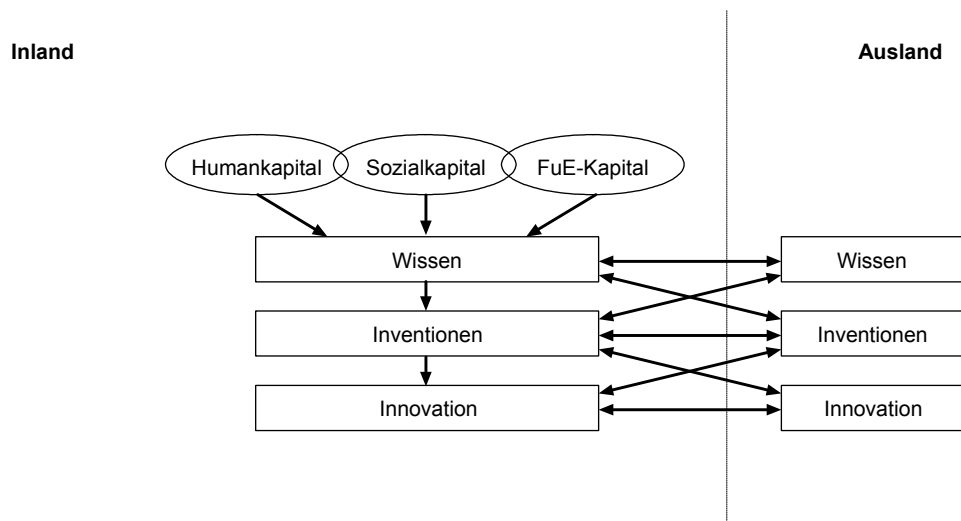 Inland
Ausland
Humankapital
Sozialkapital
FuE-Kapital
Wissen
Wissen
Inventionen
Inventionen
Innovation
Innovation